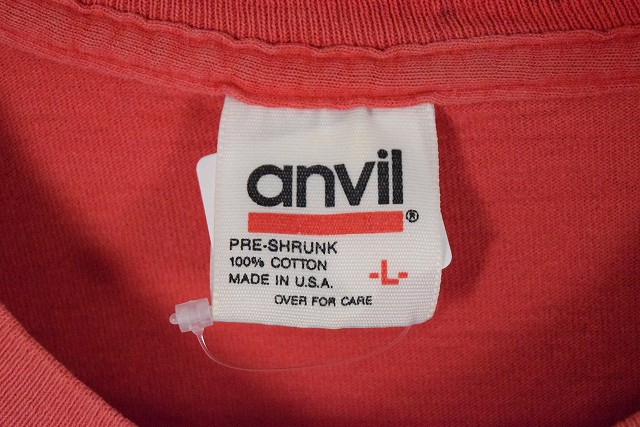 anvil®
PRE-SHRUNK
100% COTTON
MADE IN U.S.A.
-L-
OVER FOR CARE